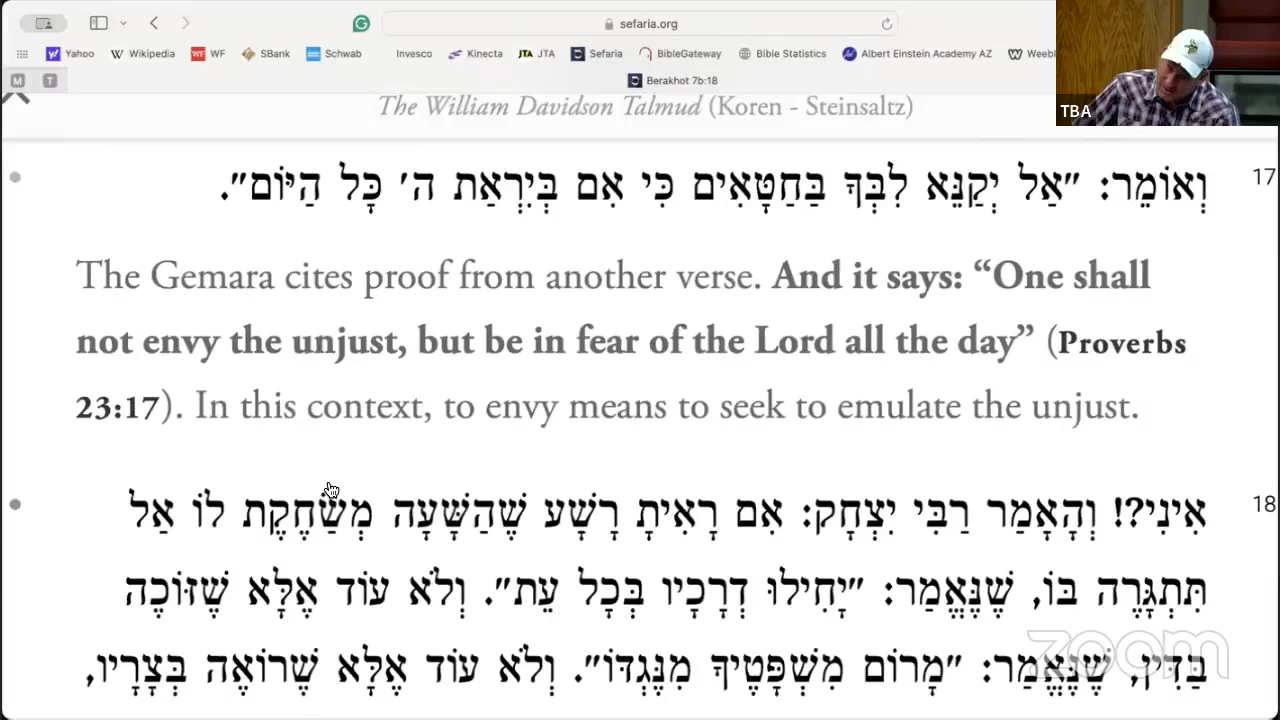 sefaria.org
Yahoo Wikipedia WF SBank Schwab Invesco Kinecta JTA JTA Sefaria BibleGateway Bible Statistics Albert Einstein Academy AZ Weebl
M T Berakhot 7b:18
The William Davidson Talmud (Koren - Steinsaltz)
TBA
17
וְאוֹמֵר: ״אַל יְקַנֵּא לִבְּךָ בַּחַטָּאִים כִּי אִם בְּיִרְאַת ה׳ כׇּל הַיּוֹם״.
The Gemara cites proof from another verse. And it says: “One shall
not envy the unjust, but be in fear of the Lord all the day” (Proverbs
23:17). In this context, to envy means to seek to emulate the unjust.
18
אִינִי?! וְהָאָמַר רַבִּי יִצְחָק: אִם רָאִיתָ רָשָׁע שֶׁהַשָּׁעָה מְשַׂחֶקֶת לוֹ אַל
תִּתְגָּרֶה בּוֹ, שֶׁנֶּאֱמַר: ״יָחִילוּ דְרָכָיו בְּכׇל עֵת״. וְלֹא עוֹד אֶלָּא שֶׁזּוֹכֶה
בַּדִּין, שֶׁנֶּאֱמַר: ״מָרוֹם מִשְׁפָּטֶיךָ מִנֶּגְדּוֹ״. וְלֹא עוֹד אֶלָּא שֶׁרוֹאֶה בְּצָרָיו,
zoom